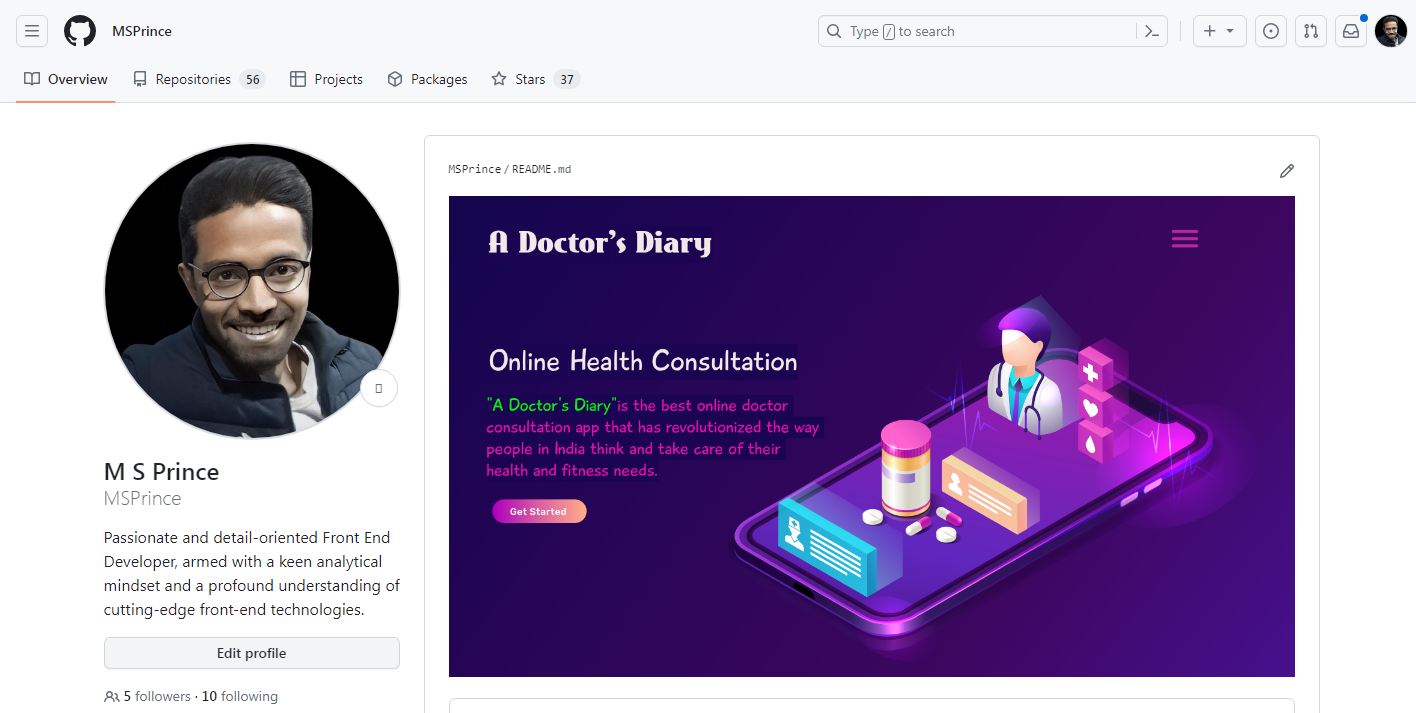 MSPrince
Type / to search
Overview
Repositories 56
Projects
Packages
Stars 37
MSPrince/README.md
A Doctor's Diary
Online Health Consultation
"A Doctor's Diary"is the best online doctor
consultation app that has revolutionized the way
people in India think and take care of their
health and fitness needs.
Get Started
M S Prince
MSPrince
Passionate and detail-oriented Front End
Developer, armed with a keen analytical
mindset and a profound understanding of
cutting-edge front-end technologies.
Edit profile
5 followers · 10 following